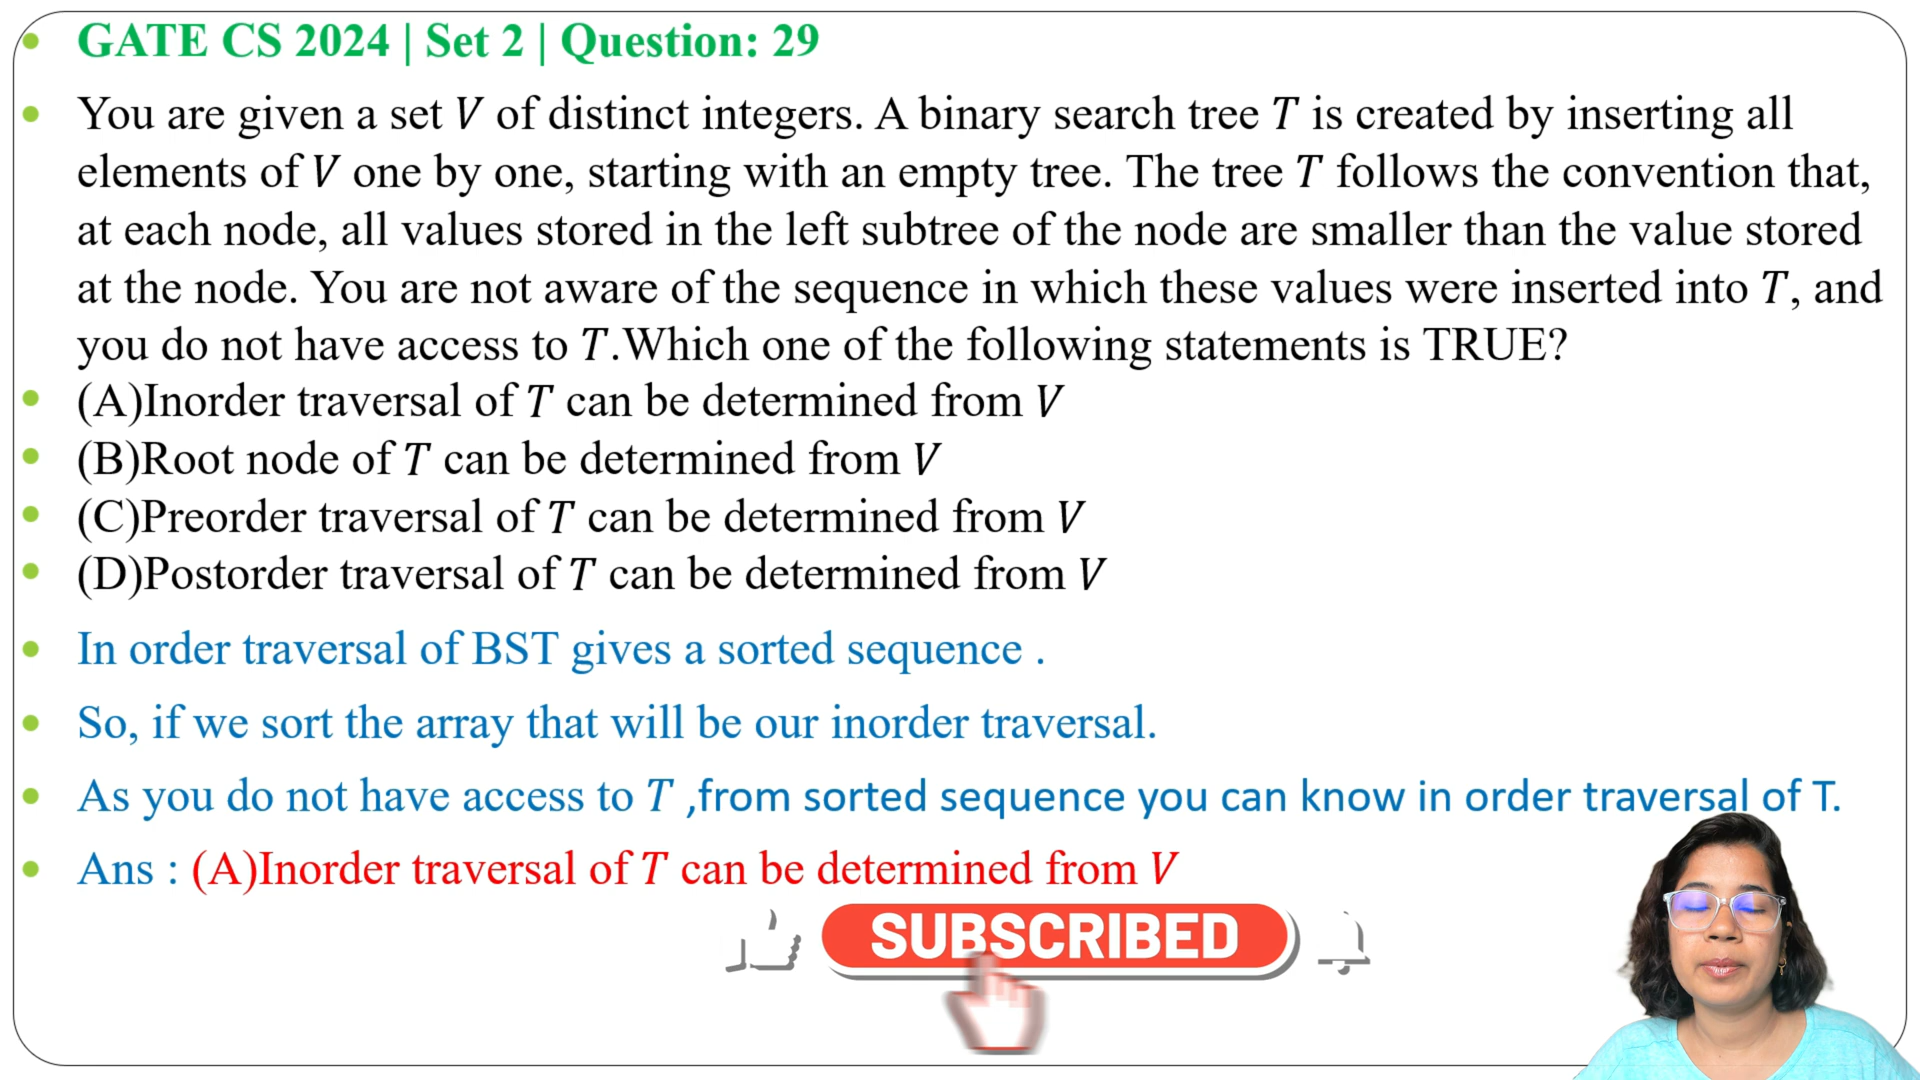 GATE CS 2024 | Set 2 | Question: 29
You are given a set V of distinct integers. A binary search tree T is created by inserting all
elements of V one by one, starting with an empty tree. The tree T follows the convention that,
at each node, all values stored in the left subtree of the node are smaller than the value stored
at the node. You are not aware of the sequence in which these values were inserted into T, and
you do not have access to T.Which one of the following statements is TRUE?
(A)Inorder traversal of T can be determined from V
(B)Root node of T can be determined from V
(C)Preorder traversal of T can be determined from V
(D)Postorder traversal of T can be determined from V
In order traversal of BST gives a sorted sequence .
So, if we sort the array that will be our inorder traversal.
As you do not have access to T ,from sorted sequence you can know in order traversal of T.
Ans : (A)Inorder traversal of T can be determined from V
SUBSCRIBED